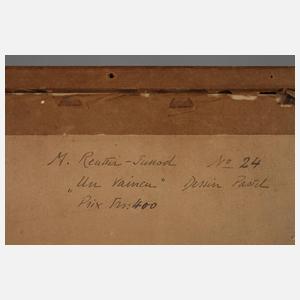 M. Reutter-Junod No 24
„Un Vaincu“ Dessin Pastel
Prix Frs: 400